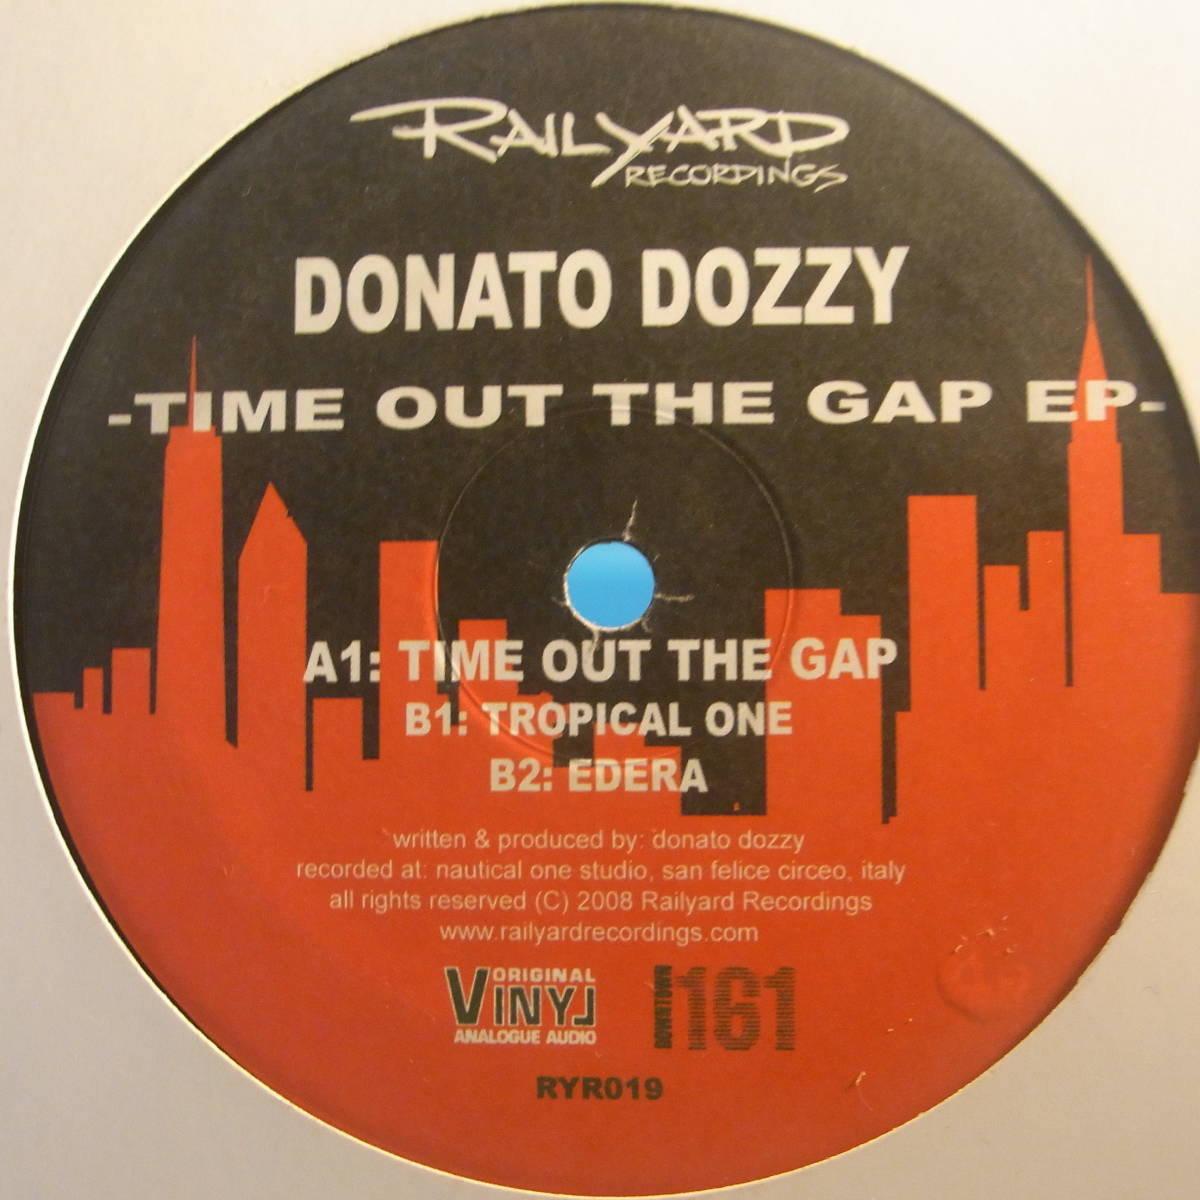 RAILYARD
RECORDINGS
DONATO DOZZY
-TIME OUT THE GAP EP-
A1: TIME OUT THE GAP
B1: TROPICAL ONE
B2: EDERA
written & produced by: donato dozzy
recorded at: nautical one studio, san felice circeo, italy
all rights reserved (C) 2008 Railyard Recordings
www.railyardrecordings.com
ORIGINAL
VINYL
ANALOGUE AUDIO
DOWNTOWN
161
RYR019